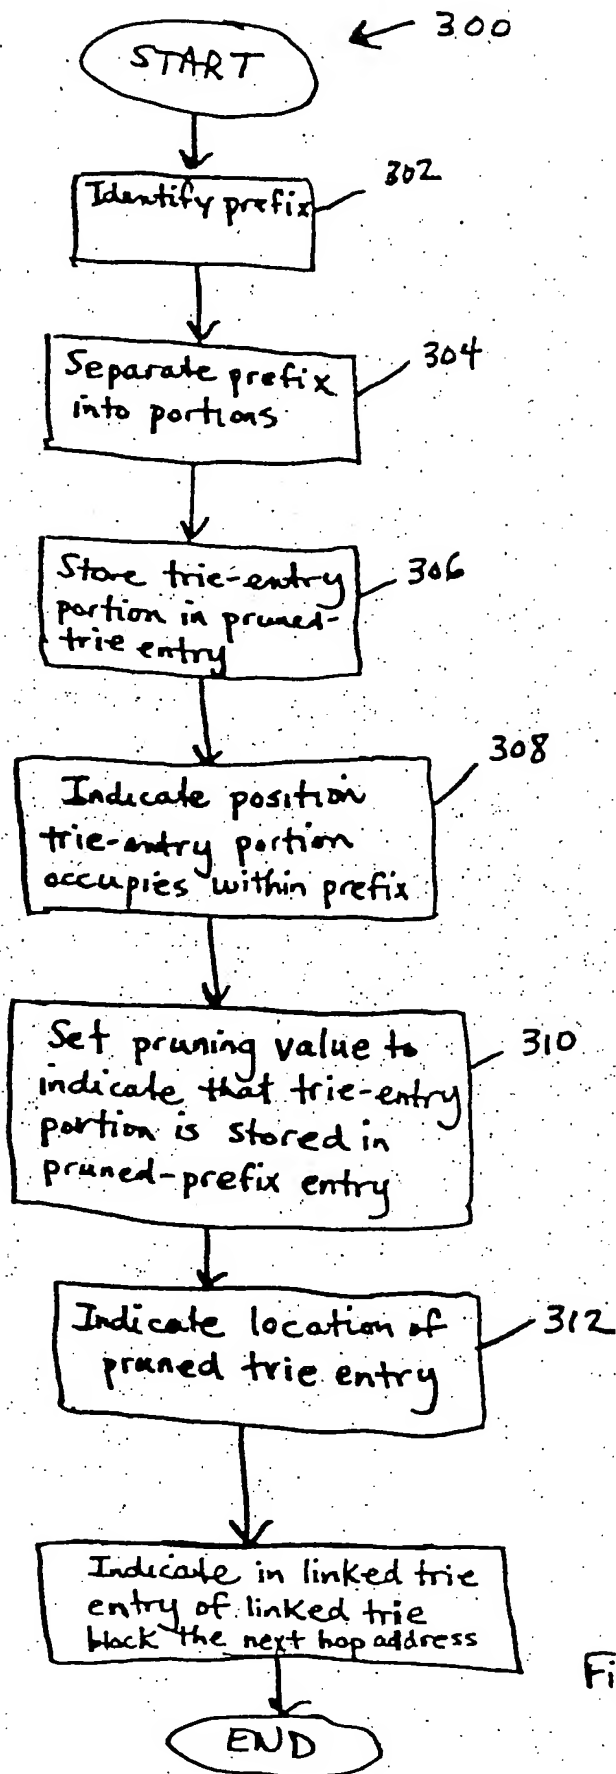 300
START
302
Identify prefix
304
Separate prefix
into portions
306
Store trie-entry
portion in pruned-
trie entry
308
Indicate position
trie-entry portion
occupies within prefix
310
Set pruning value to
indicate that trie-entry
portion is stored in
pruned-prefix entry
312
Indicate location of
pruned trie entry
Indicate in linked trie
entry of linked trie
block the next hop address
Fi
END